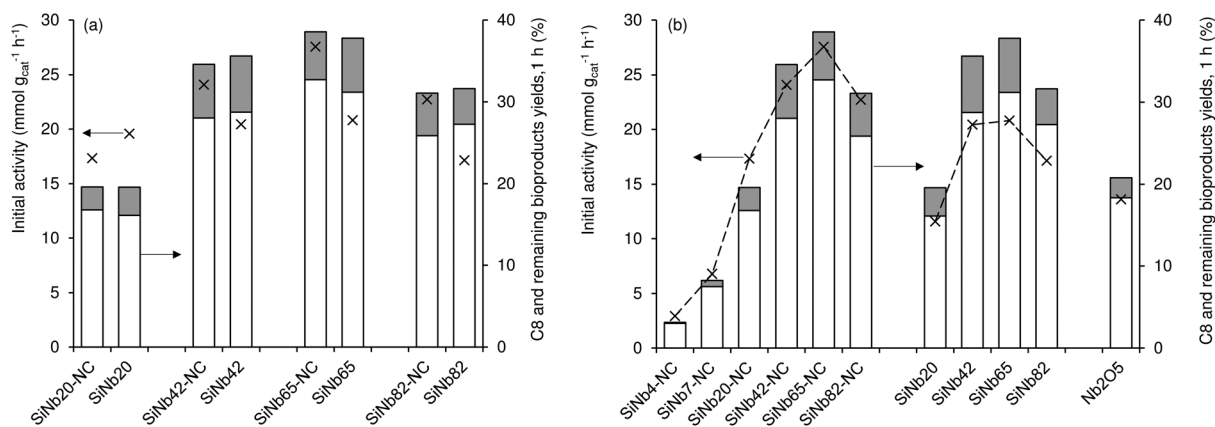 (a)
Initial activity (mmol gcat⁻¹ h⁻¹)
30
25
20
15
10
5
0
40
30
20
10
0
C8 and remaining bioproducts yields,1 h (%)
SiNb20-NC
SiNb20
SiNb42-NC
SiNb42
SiNb65-NC
SiNb65
SiNb82-NC
SiNb82
(b)
Initial activity (mmol gcat⁻¹ h⁻¹)
30
25
20
15
10
5
0
40
30
20
10
0
C8 and remaining bioproducts yields, 1 h (%)
SiNb4-NC
SiNb7-NC
SiNb20-NC
SiNb42-NC
SiNb65-NC
SiNb82-NC
SiNb20
SiNb42
SiNb65
SiNb82
Nb2O5